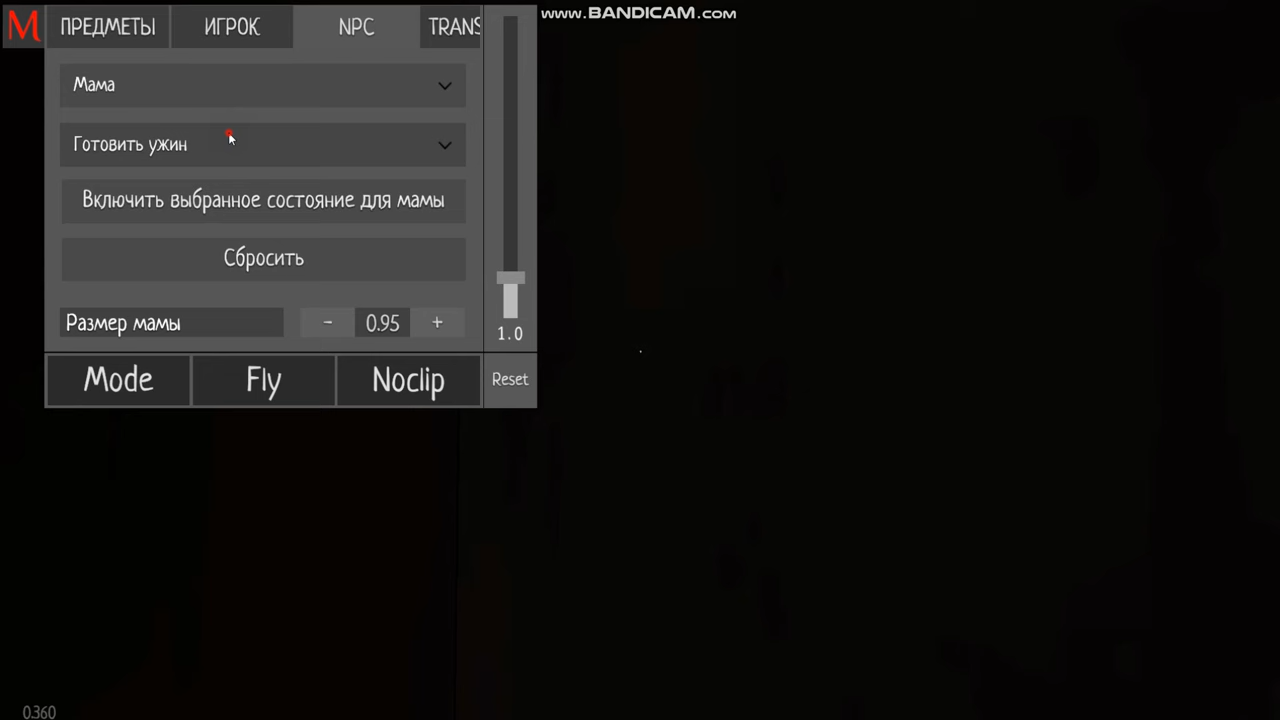 www.BANDICAM.com
M ПРЕДМЕТЫ ИГРОК NPC TRANS
Мама
Готовить ужин
Включить выбранное состояние для мамы
Сбросить
Размер мамы - 0.95 +
1.0
Mode Fly Noclip Reset
0.360